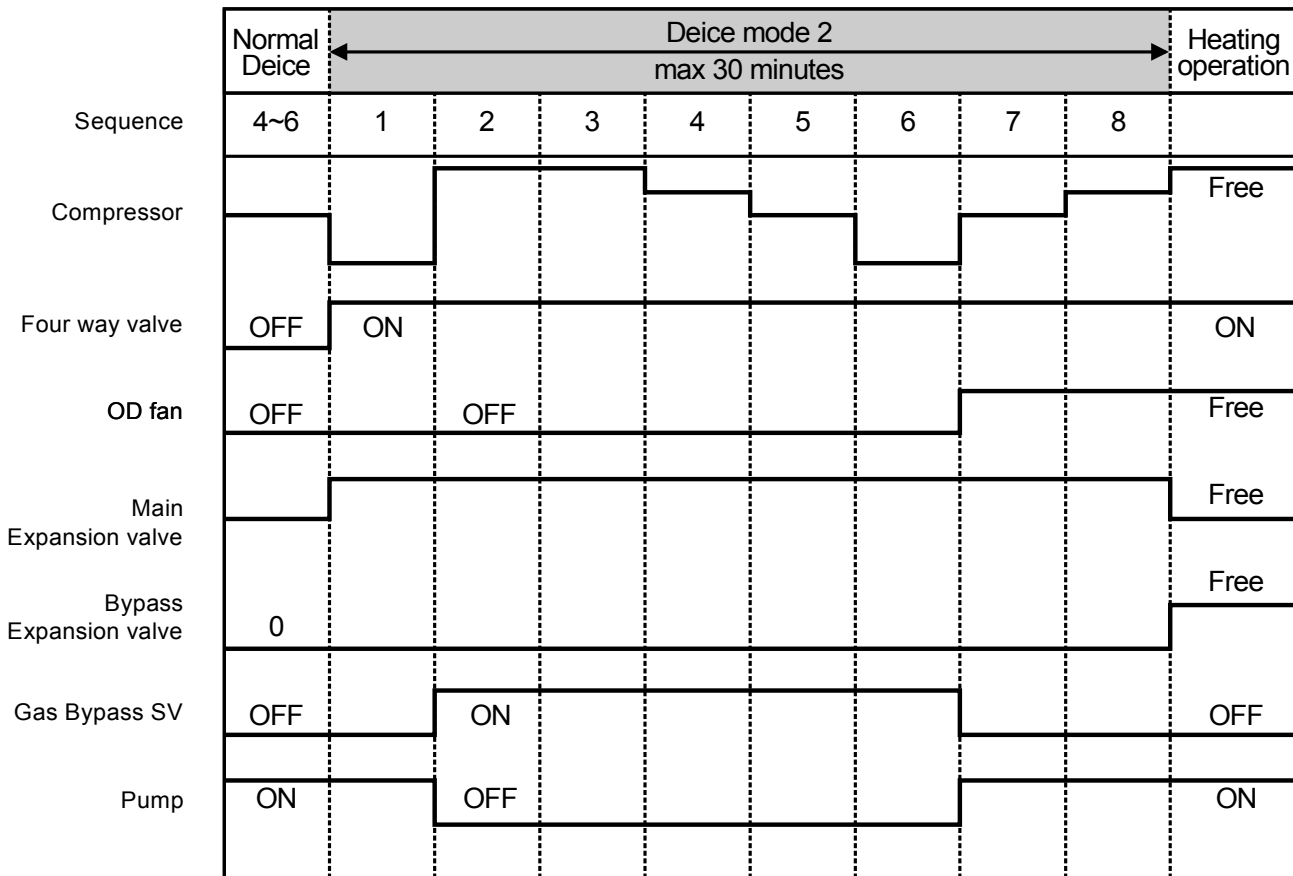 Normal
Deice
Deice mode 2
max 30 minutes
Heating
operation
Sequence 4~6 1 2 3 4 5 6 7 8
Compressor Free
Four way valve OFF ON ON
OD fan OFF OFF Free
Main
Expansion valve
Free
Bypass
Expansion valve
0 Free
Gas Bypass SV OFF ON OFF
Pump ON OFF ON